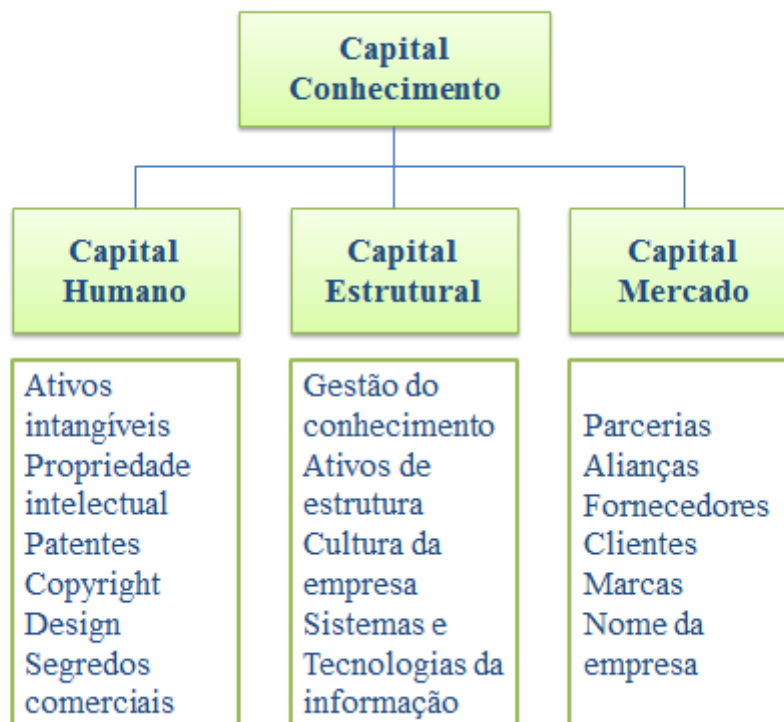 Capital
Conhecimento
Capital
Humano
Capital
Estrutural
Capital
Mercado
Ativos
intangíveis
Propriedade
intelectual
Patentes
Copyright
Design
Segredos
comerciais
Gestão do
conhecimento
Ativos de
estrutura
Cultura da
empresa
Sistemas e
Tecnologias da
informação
Parcerias
Alianças
Fornecedores
Clientes
Marcas
Nome da
empresa